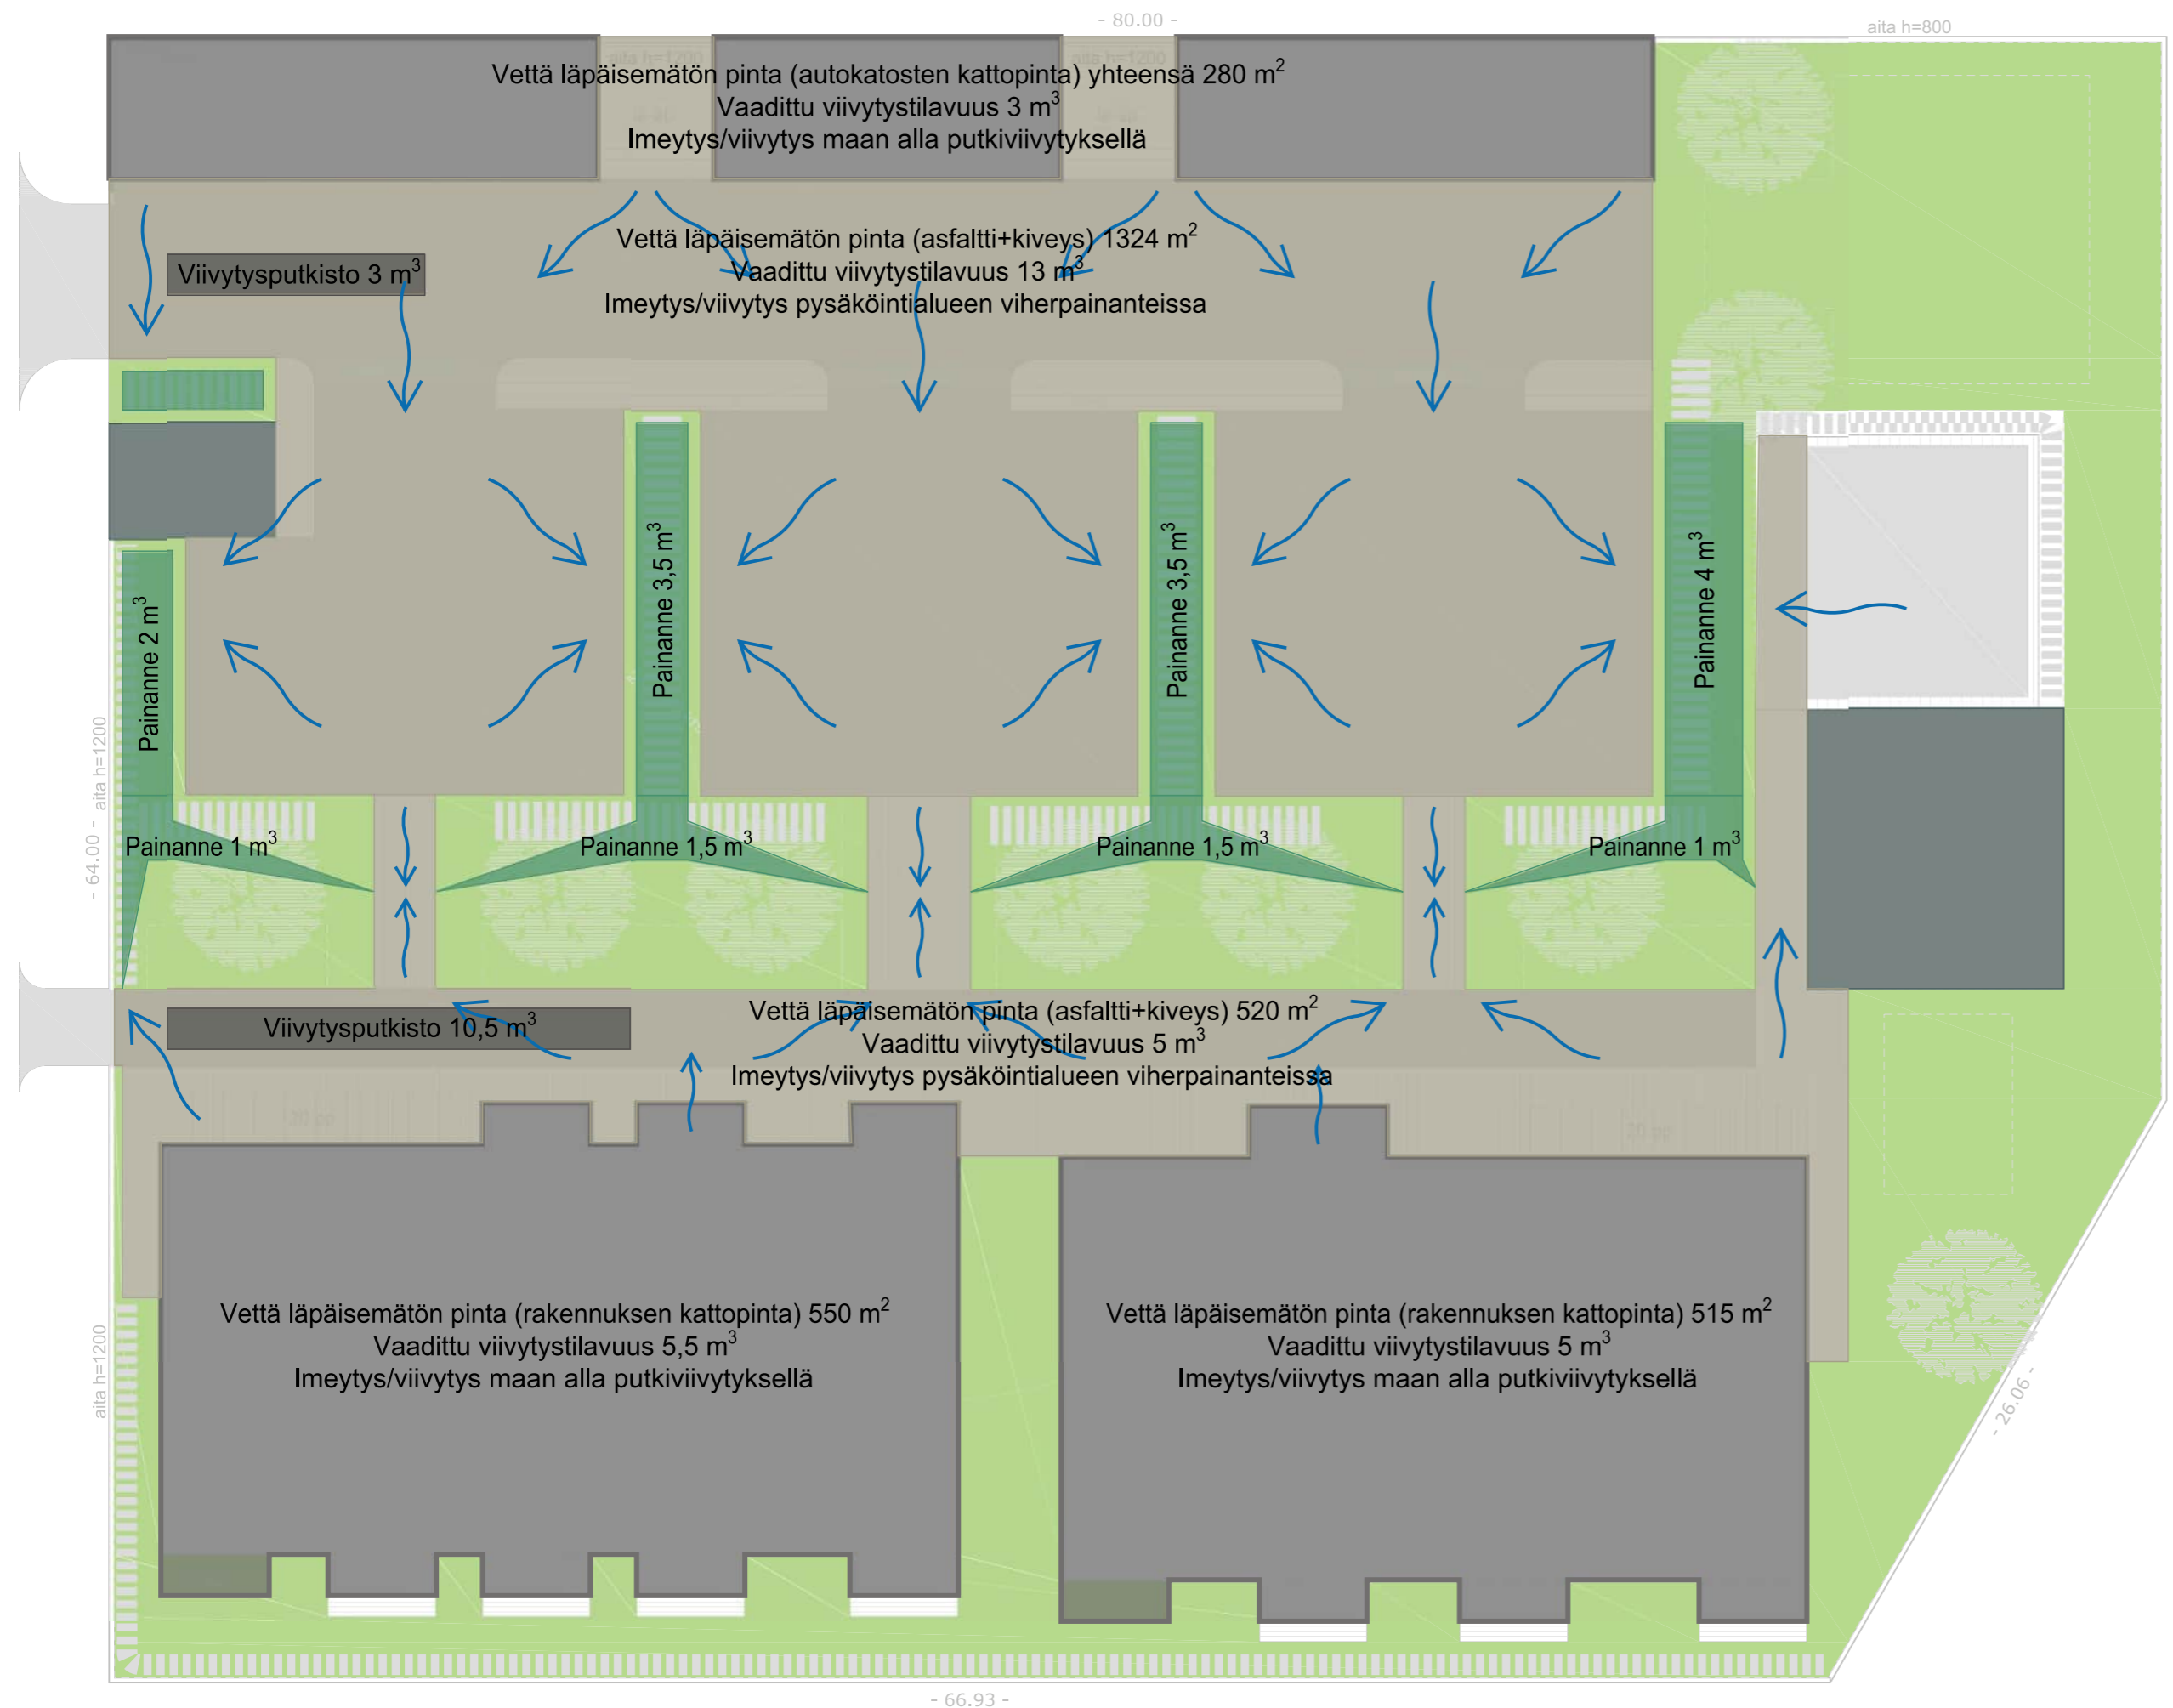 - 80.00 -
aita h=800
aita h=1200
aita h=1200
Vettä läpäisemätön pinta (autokatosten kattopinta) yhteensä 280 m²
Vaadittu viivytystilavuus 3 m³
Imeytys/viivytys maan alla putkiviivytyksellä
Vettä läpäisemätön pinta (asfaltti+kiveys) 1324 m²
Vaadittu viivytystilavuus 13 m³
Imeytys/viivytys pysäköintialueen viherpainanteissa
Viivytysputkisto 3 m³
Painanne 2 m³
Painanne 3,5 m³
Painanne 3,5 m³
Painanne 4 m³
- 64.00 -
aita h=1200
Painanne 1 m³
Painanne 1,5 m³
Painanne 1,5 m³
Painanne 1 m³
Viivytysputkisto 10,5 m³
Vettä läpäisemätön pinta (asfaltti+kiveys) 520 m²
Vaadittu viivytystilavuus 5 m³
Imeytys/viivytys pysäköintialueen viherpainanteissa
20 pp
Vettä läpäisemätön pinta (rakennuksen kattopinta) 550 m²
Vaadittu viivytystilavuus 5,5 m³
Imeytys/viivytys maan alla putkiviivytyksellä
Vettä läpäisemätön pinta (rakennuksen kattopinta) 515 m²
Vaadittu viivytystilavuus 5 m³
Imeytys/viivytys maan alla putkiviivytyksellä
aita h=1200
- 26.06 -
- 66.93 -